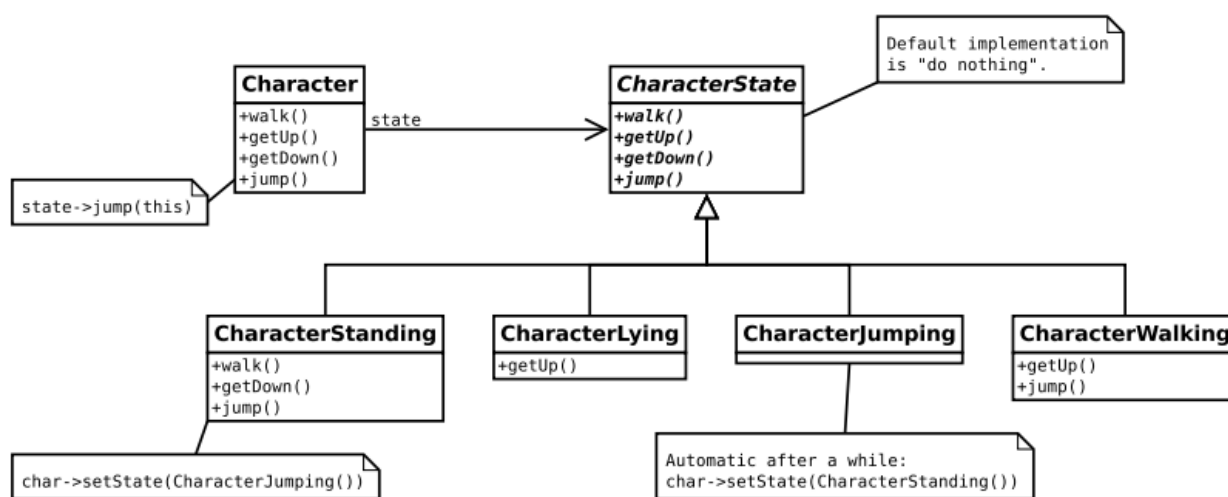 Default implementation
is "do nothing".
Character
+walk()
+getUp()
+getDown()
+jump()
state
CharacterState
+walk()
+getUp()
+getDown()
+jump()
state->jump(this)
CharacterStanding
+walk()
+getDown()
+jump()
CharacterLying
+getUp()
CharacterJumping
CharacterWalking
+getUp()
+jump()
char->setState(CharacterJumping())
Automatic after a while:
char->setState(CharacterStanding())